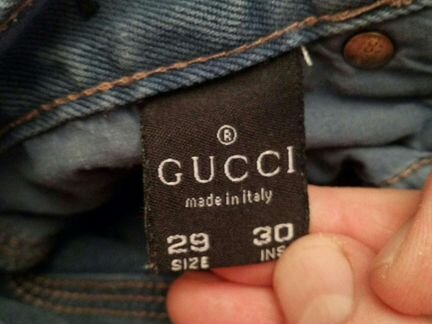 ®
GUCCI
made in italy
29 30
SIZE INS